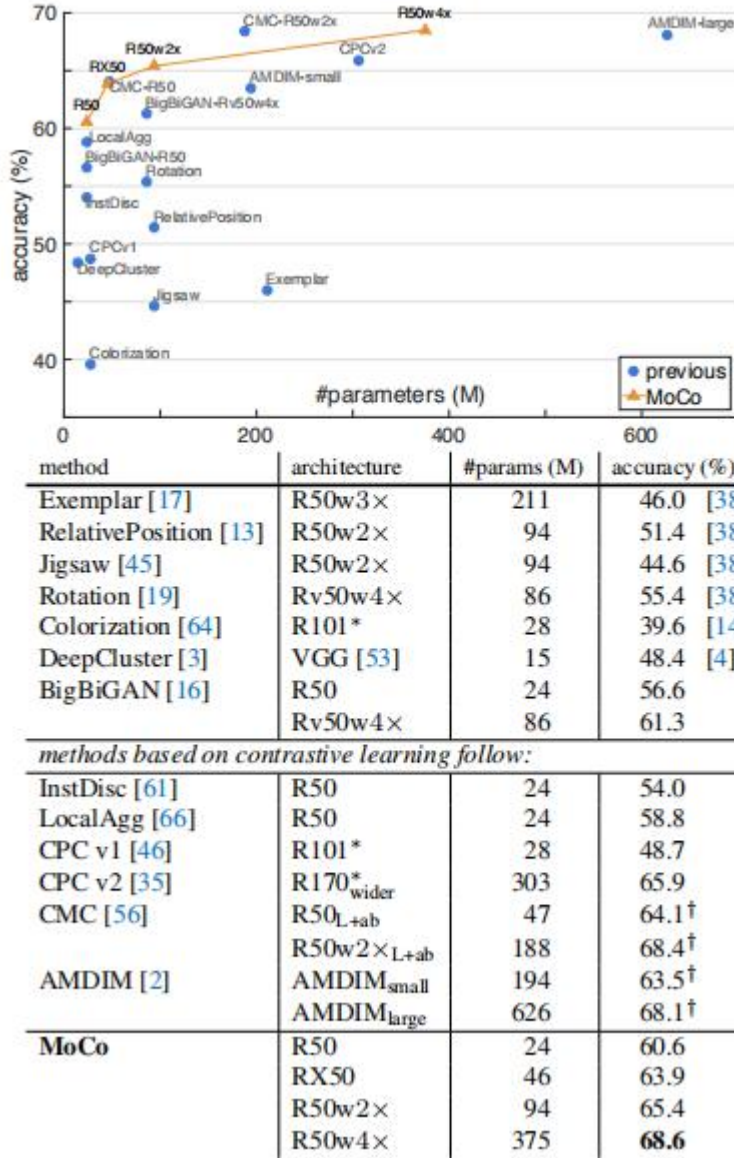 70
CMC-R50w2x
R50w4x
AMDIM-large
R50w2x
CPCv2
RX50
AMDIM-small
CMC-R50
BigBiGAN-Rv50w4x
R50
60
LocalAgg
BigBiGAN-R50
Rotation
InstDisc
RelativePosition
accuracy (%)
50
CPCv1
DeepCluster
Exemplar
Jigsaw
40
Colorization
previous
MoCo
#parameters (M)
0 200 400 600
method architecture #params (M) accuracy (%)
Exemplar [17] R50w3× 211 46.0 [38
RelativePosition [13] R50w2× 94 51.4 [38
Jigsaw [45] R50w2× 94 44.6 [38
Rotation [19] Rv50w4× 86 55.4 [38
Colorization [64] R101* 28 39.6 [14
DeepCluster [3] VGG [53] 15 48.4 [4]
BigBiGAN [16] R50 24 56.6
Rv50w4× 86 61.3
methods based on contrastive learning follow:
InstDisc [61] R50 24 54.0
LocalAgg [66] R50 24 58.8
CPC v1 [46] R101* 28 48.7
CPC v2 [35] R170*wider 303 65.9
CMC [56] R50L+ab 47 64.1†
R50w2×L+ab 188 68.4†
AMDIM [2] AMDIMsmall 194 63.5†
AMDIMlarge 626 68.1†
MoCo R50 24 60.6
RX50 46 63.9
R50w2× 94 65.4
R50w4× 375 68.6